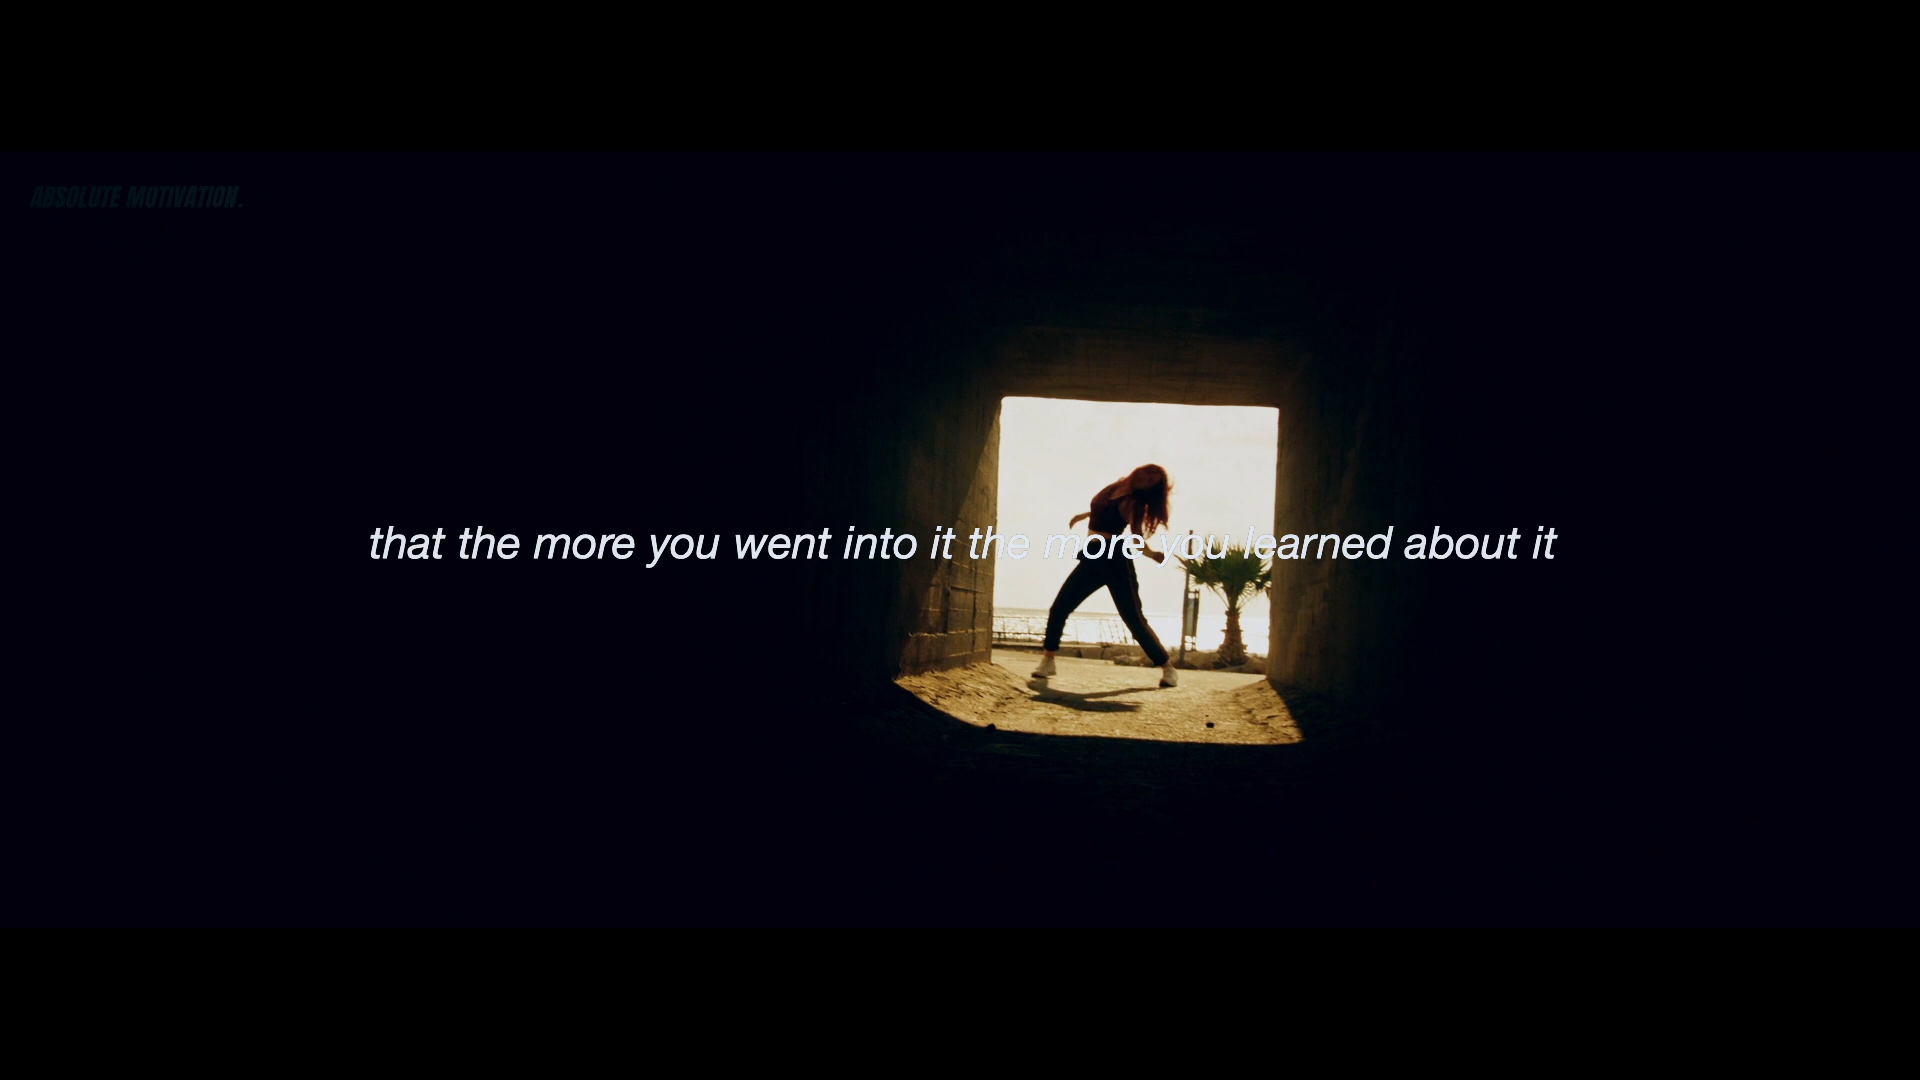 ABSOLUTE MOTIVATION.
that the more you went into it the more you learned about it